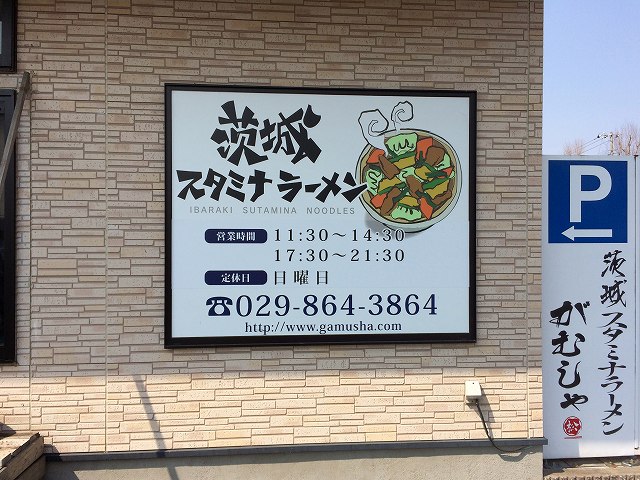 茨城
スタミナラーメン
IBARAKI SUTAMINA NOODLES
営業時間 11:30〜14:30
17:30〜21:30
定休日 日曜日
☎029-864-3864
http://www.gamusha.com
P
茨城スタミナラーメン
がむしゃ
松